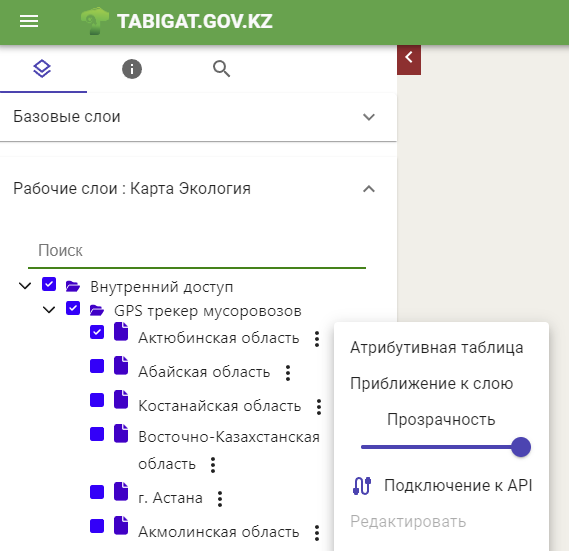 TABIGAT.GOV.KZ
Базовые слои
Рабочие слои : Карта Экология
Поиск
Внутренний доступ
GPS трекер мусоровозов
Актюбинская область
Абайская область
Костанайская область
Восточно-Казахстанская
область
г. Астана
Акмолинская область
Атрибутивная таблица
Приближение к слою
Прозрачность
Подключение к API
Редактировать